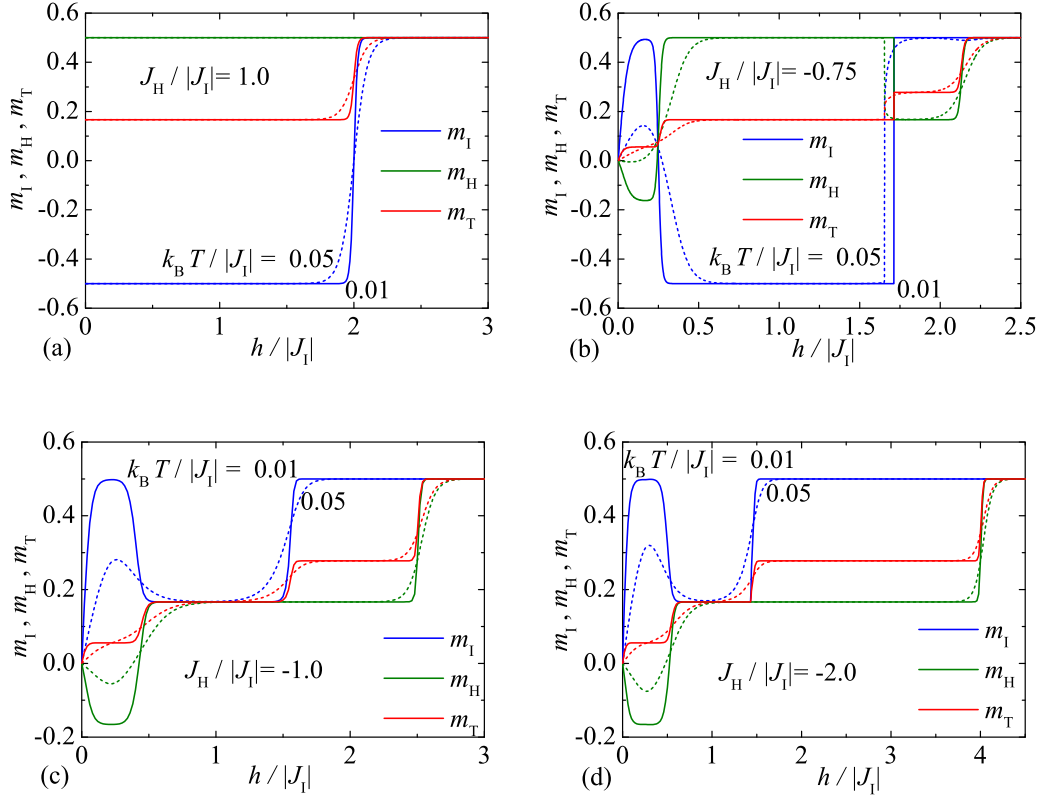 0.6
0.4
0.2
0.0
-0.2
-0.4
-0.6
m_I , m_H , m_T
J_H / |J_I| = 1.0
m_I
m_H
m_T
k_B T / |J_I| = 0.05
0.01
0 1 2 3
h / |J_I|
(a)
0.6
0.4
0.2
0.0
-0.2
-0.4
-0.6
m_I , m_H , m_T
J_H / |J_I| = -0.75
m_I
m_H
m_T
k_B T / |J_I| = 0.05
0.01
0.0 0.5 1.0 1.5 2.0 2.5
h / |J_I|
(b)
0.6
0.4
0.2
0.0
-0.2
m_I , m_H , m_T
k_B T / |J_I| = 0.01
0.05
J_H / |J_I| = -1.0
m_I
m_H
m_T
0 1 2 3
h / |J_I|
(c)
0.6
0.4
0.2
0.0
-0.2
m_I , m_H , m_T
k_B T / |J_I| = 0.01
0.05
J_H / |J_I| = -2.0
m_I
m_H
m_T
0 1 2 3 4
h / |J_I|
(d)